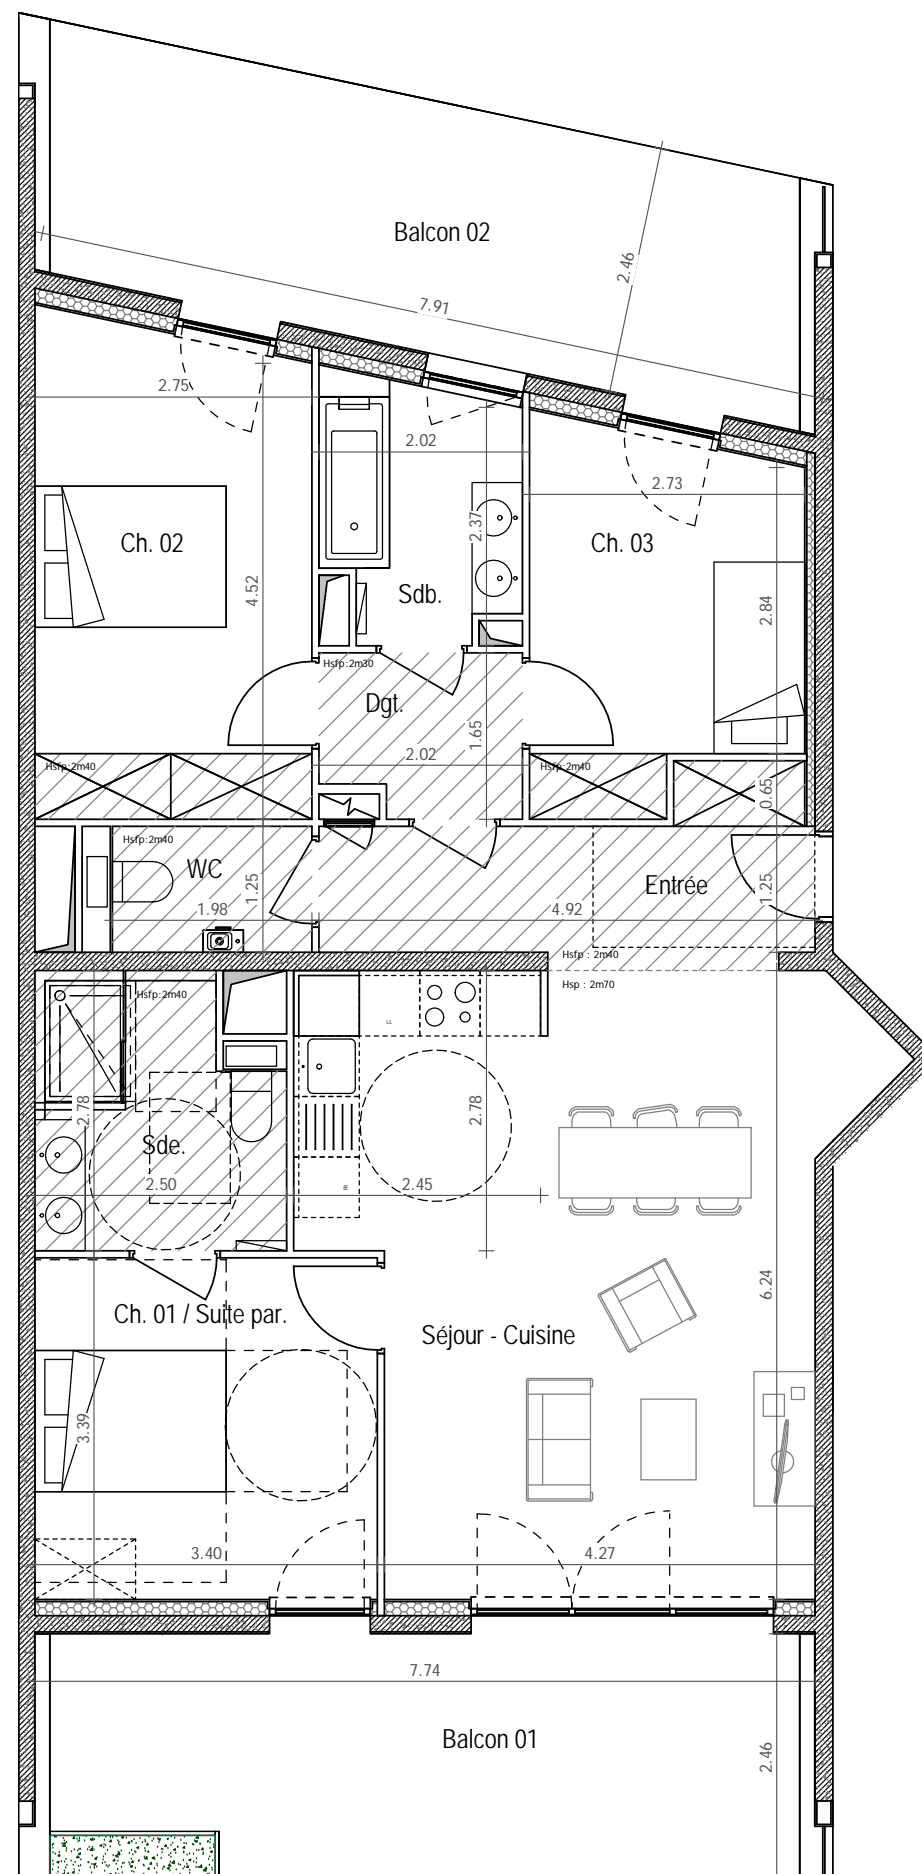 Balcon 02
2.46
7.91
2.75
2.02
2.73
2.37
Ch. 02
Ch. 03
4.52
Sdb.
2.84
Hsfp:2m30
Dgt.
1.65
2.02
Hsfp:2m40
Hsfp:2m40
0.65
Hsfp:2m40
WC
1.25
Entrée
1.25
1.98
4.92
Hsfp : 2m40
Hsp : 2m70
Hsfp:2m40
LL
2.78
2.78
Sde.
2.50
2.45
6.24
Ch. 01 / Suite par.
Séjour - Cuisine
3.39
3.40
4.27
7.74
Balcon 01
2.46